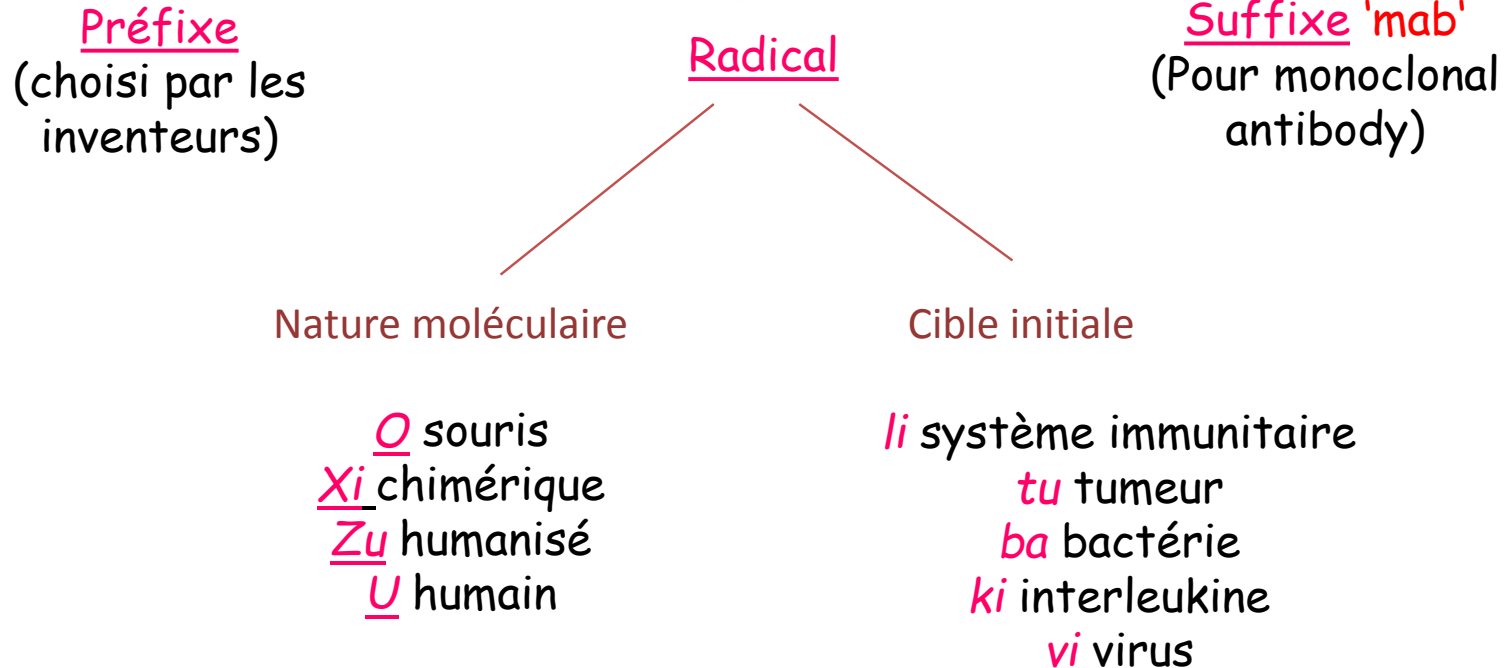 Préfixe
(choisi par les
inventeurs)
Radical
Suffixe 'mab'
(Pour monoclonal
antibody)
Nature moléculaire
O souris
Xi chimérique
Zu humanisé
U humain
Cible initiale
li système immunitaire
tu tumeur
ba bactérie
ki interleukine
vi virus